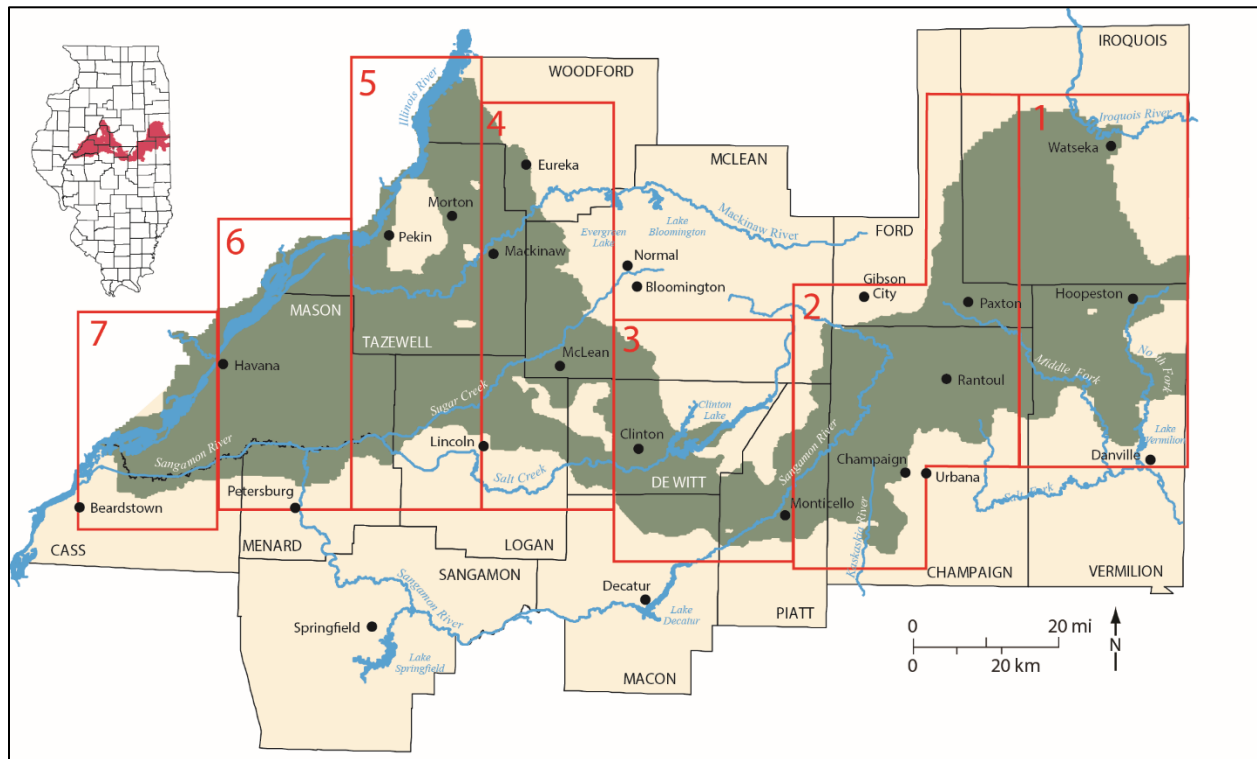 IROQUOIS
5
WOODFORD
Illinois River
1
4
Iroquois River
Watseka
Eureka
MCLEAN
Morton
Mackinaw River
Evergreen
Lake
Lake
Bloomington
6
Pekin
Mackinaw
FORD
Normal
Bloomington
Gibson
City
2
Paxton
Hoopeston
MASON
7
TAZEWELL
3
North Fork
Havana
McLean
Middle Fork
Rantoul
Sugar Creek
Clinton
Lake
Lake
Vermilion
Sangamon River
Lincoln
Clinton
Sangamon River
Danville
Salt Creek
Champaign
Urbana
DE WITT
Salt Fork
Beardstown
Petersburg
Monticello
Kaskaskia River
CASS
MENARD
LOGAN
SANGAMON
CHAMPAIGN
VERMILION
Sangamon River
Decatur
PIATT
Lake
Decatur
Springfield
0 20 mi
0 20 km
N
Lake
Springfield
MACON